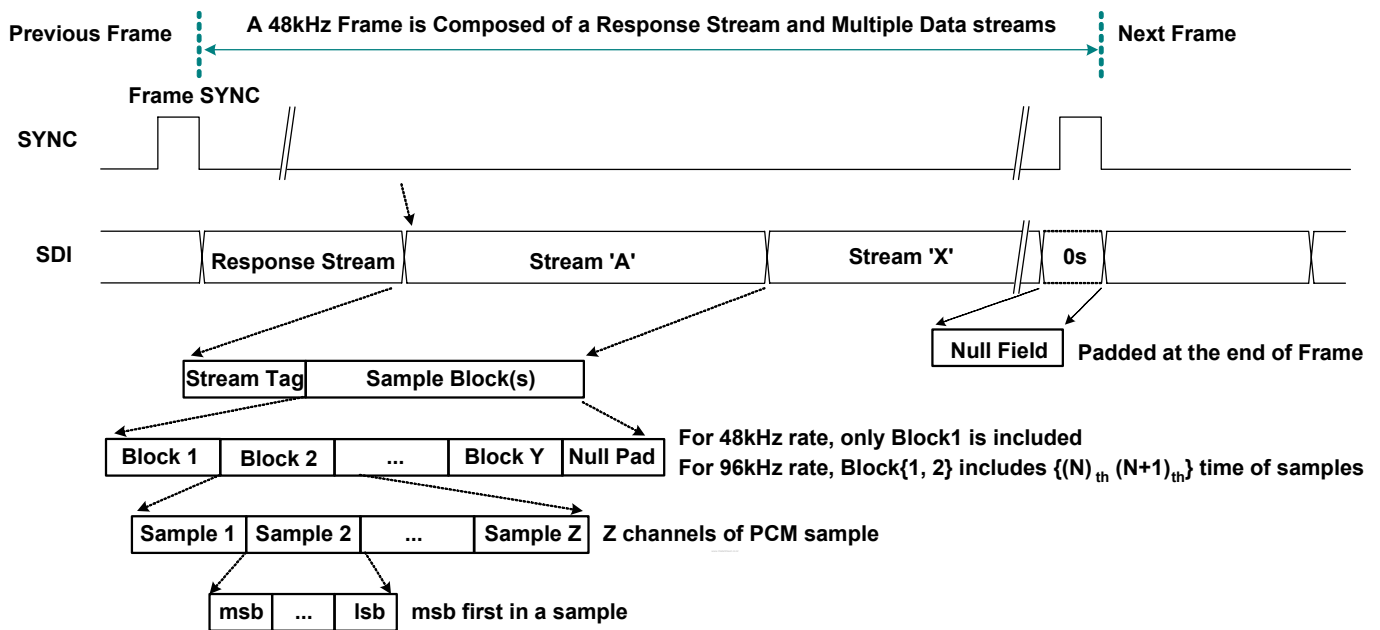 A 48kHz Frame is Composed of a Response Stream and Multiple Data streams
Previous Frame
Next Frame
Frame SYNC
SYNC
SDI
Response Stream
Stream 'A'
Stream 'X'
0s
Null Field
Padded at the end of Frame
Stream Tag
Sample Block(s)
Block 1
Block 2
...
Block Y
Null Pad
For 48kHz rate, only Block1 is included
For 96kHz rate, Block{1, 2} includes {(N)th (N+1)th} time of samples
Sample 1
Sample 2
...
Sample Z
Z channels of PCM sample
msb
...
lsb
msb first in a sample